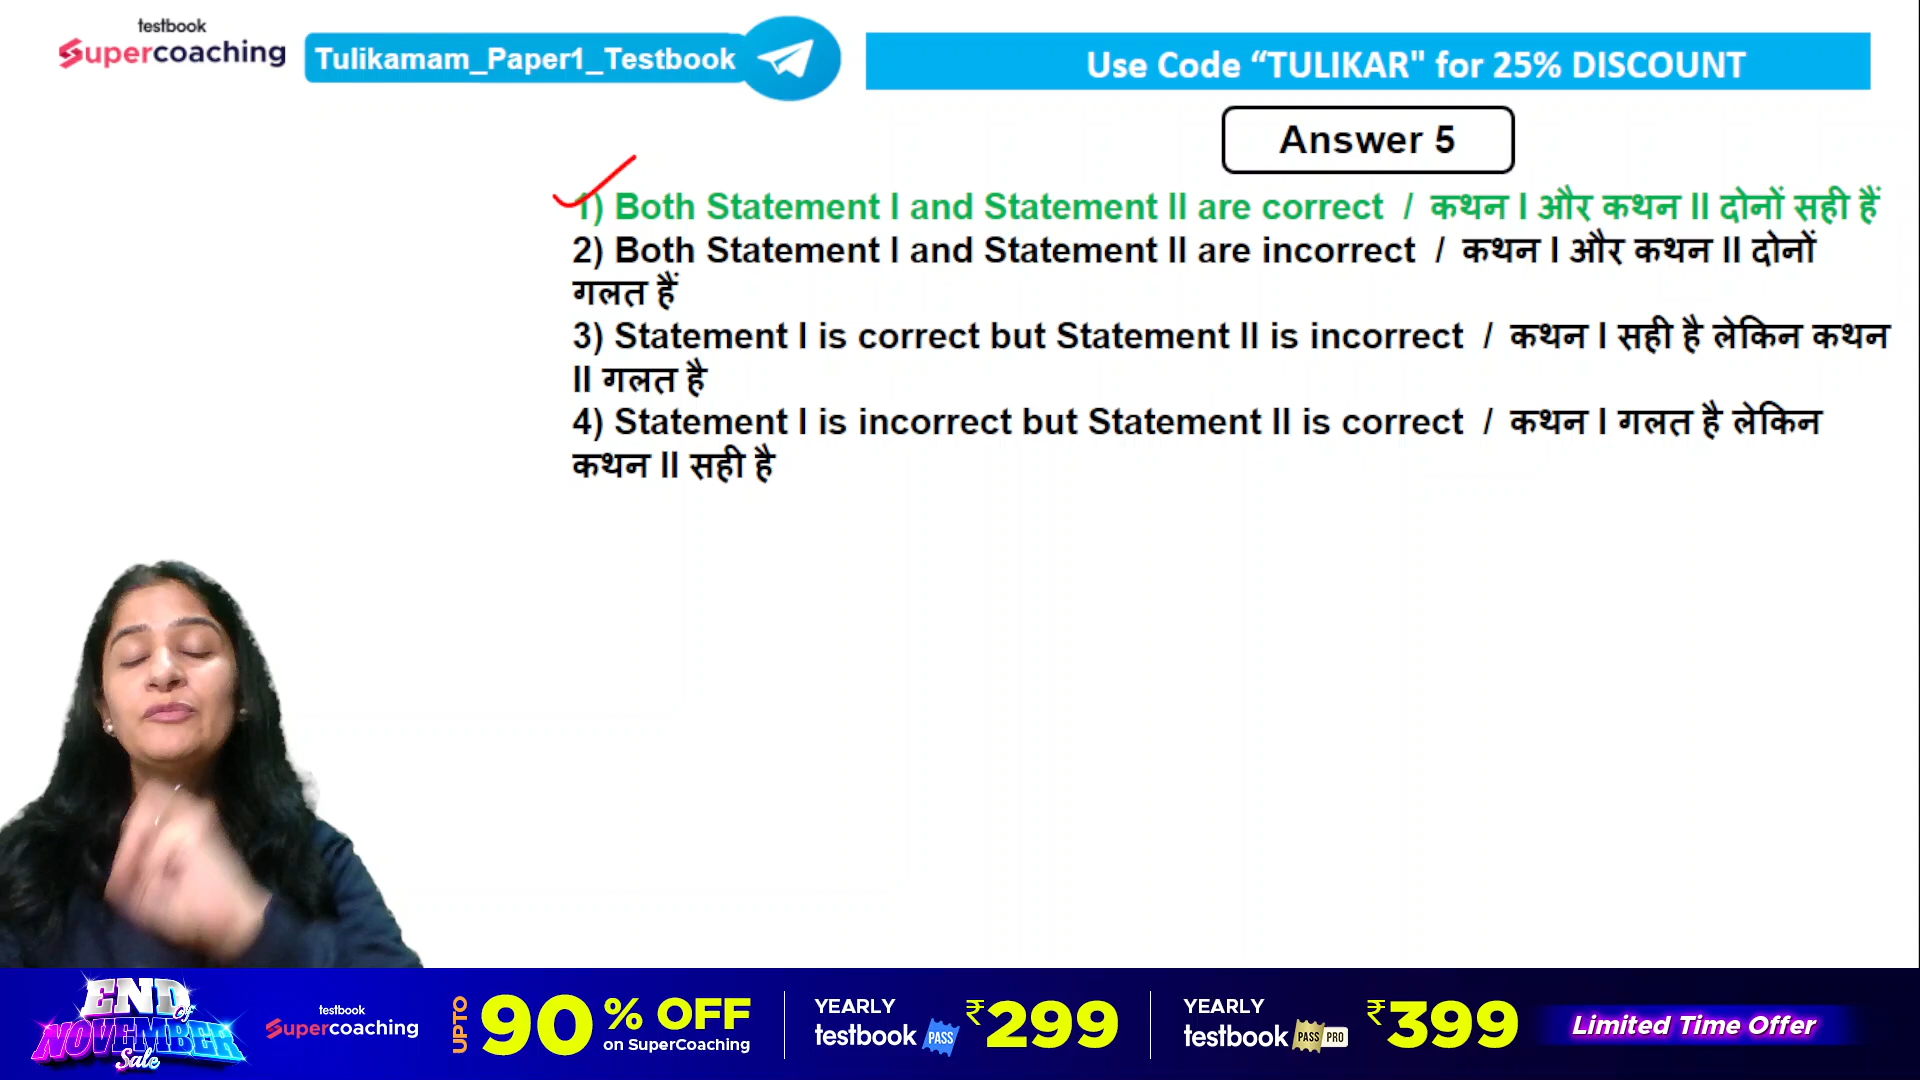 testbook
Supercoaching
Tulikamam_Paper1_Testbook
Use Code “TULIKAR" for 25% DISCOUNT
Answer 5
1) Both Statement I and Statement II are correct / कथन I और कथन II दोनों सही हैं
2) Both Statement I and Statement II are incorrect / कथन I और कथन II दोनों
गलत हैं
3) Statement I is correct but Statement II is incorrect / कथन I सही है लेकिन कथन
II गलत है
4) Statement I is incorrect but Statement II is correct / कथन I गलत है लेकिन
कथन II सही है
END of NOVEMBER Sale
testbook
Supercoaching
UPTO 90% OFF
on SuperCoaching
YEARLY
testbook PASS ₹299
YEARLY
testbook PASS PRO ₹399
Limited Time Offer